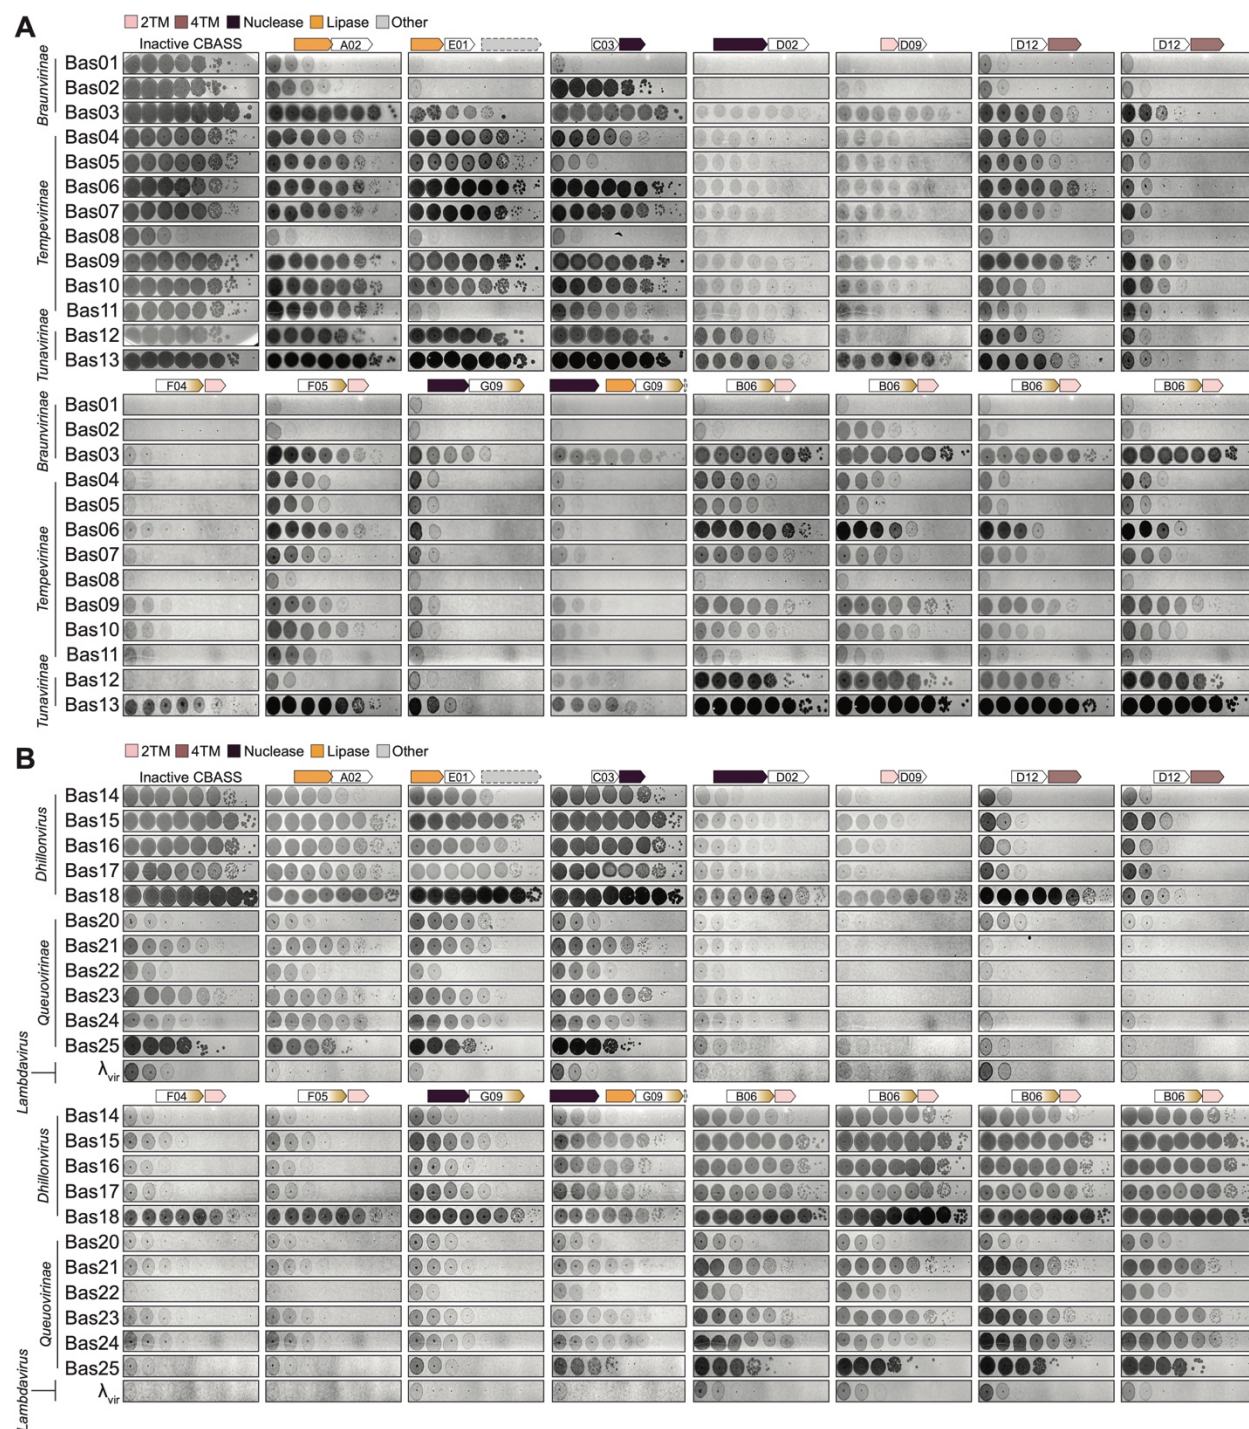 A
2TM 4TM Nuclease Lipase Other
Inactive CBASS A02 E01 C03 D02 D09 D12 D12
Braunvirinae
Bas01
Bas02
Bas03
Tempevirinae
Bas04
Bas05
Bas06
Bas07
Bas08
Bas09
Bas10
Bas11
Tunavirinae
Bas12
Bas13
F04 F05 G09 G09 B06 B06 B06 B06
Braunvirinae
Bas01
Bas02
Bas03
Tempevirinae
Bas04
Bas05
Bas06
Bas07
Bas08
Bas09
Bas10
Bas11
Tunavirinae
Bas12
Bas13
B
2TM 4TM Nuclease Lipase Other
Inactive CBASS A02 E01 C03 D02 D09 D12 D12
Dhillonvirus
Bas14
Bas15
Bas16
Bas17
Bas18
Queuovirinae
Bas20
Bas21
Bas22
Bas23
Bas24
Bas25
Lambdavirus
λvir
F04 F05 G09 G09 B06 B06 B06 B06
Dhillonvirus
Bas14
Bas15
Bas16
Bas17
Bas18
Queuovirinae
Bas20
Bas21
Bas22
Bas23
Bas24
Bas25
Lambdavirus
λvir